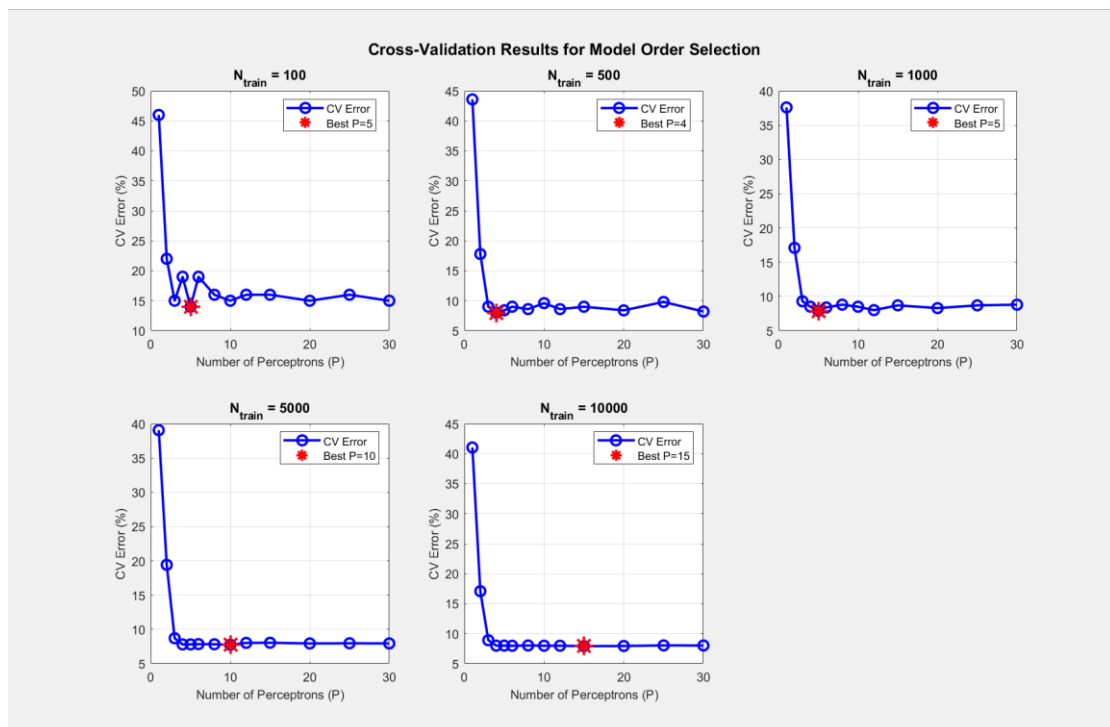 Cross-Validation Results for Model Order Selection
N_train = 100
50
45
40
35
30
25
20
15
10
CV Error (%)
CV Error
Best P=5
0 10 20 30
Number of Perceptrons (P)
N_train = 500
45
40
35
30
25
20
15
10
5
CV Error (%)
CV Error
Best P=4
0 10 20 30
Number of Perceptrons (P)
N_train = 1000
40
35
30
25
20
15
10
5
CV Error (%)
CV Error
Best P=5
0 10 20 30
Number of Perceptrons (P)
N_train = 5000
40
35
30
25
20
15
10
5
CV Error (%)
CV Error
Best P=10
0 10 20 30
Number of Perceptrons (P)
N_train = 10000
45
40
35
30
25
20
15
10
5
CV Error (%)
CV Error
Best P=15
0 10 20 30
Number of Perceptrons (P)